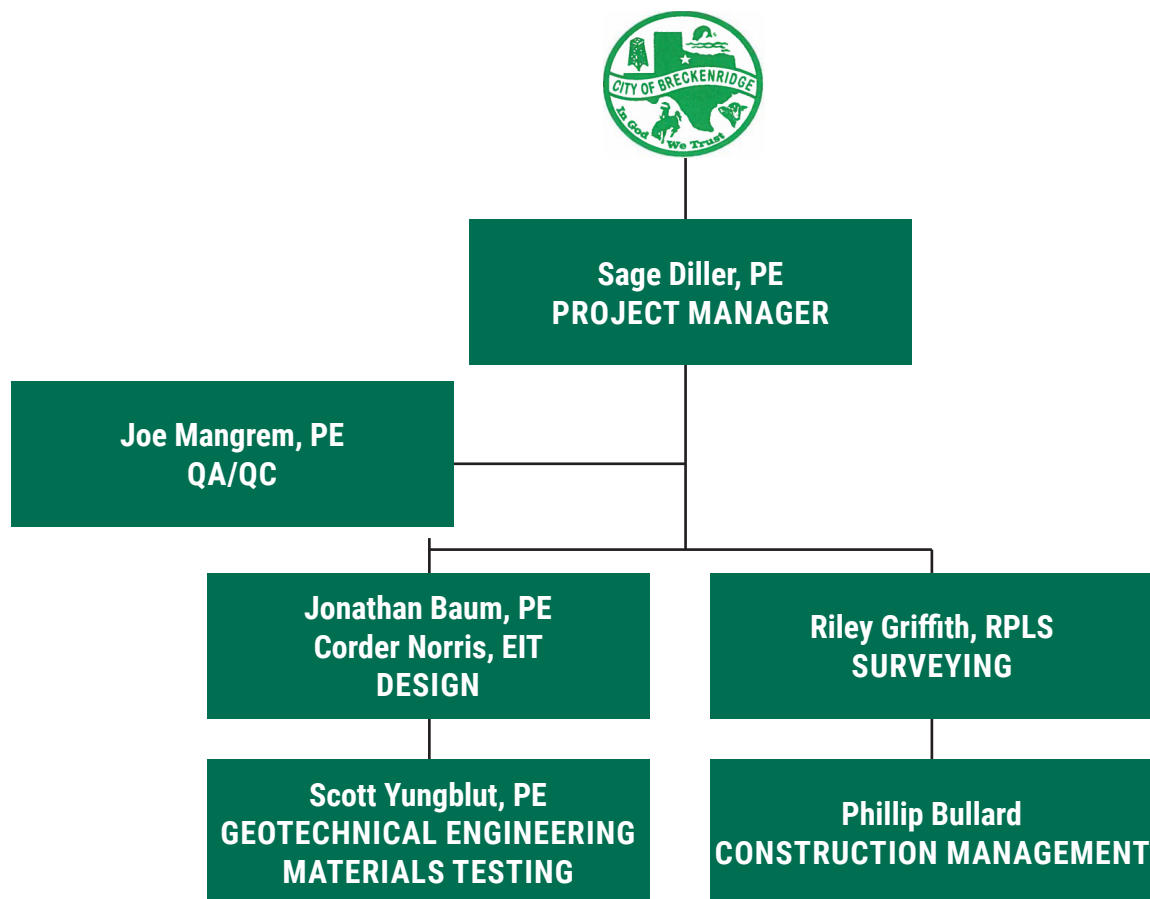 CITY OF BRECKENRIDGE
In God We Trust
Sage Diller, PE
PROJECT MANAGER
Joe Mangrem, PE
QA/QC
Jonathan Baum, PE
Corder Norris, EIT
DESIGN
Riley Griffith, RPLS
SURVEYING
Scott Yungblut, PE
GEOTECHNICAL ENGINEERING
MATERIALS TESTING
Phillip Bullard
CONSTRUCTION MANAGEMENT